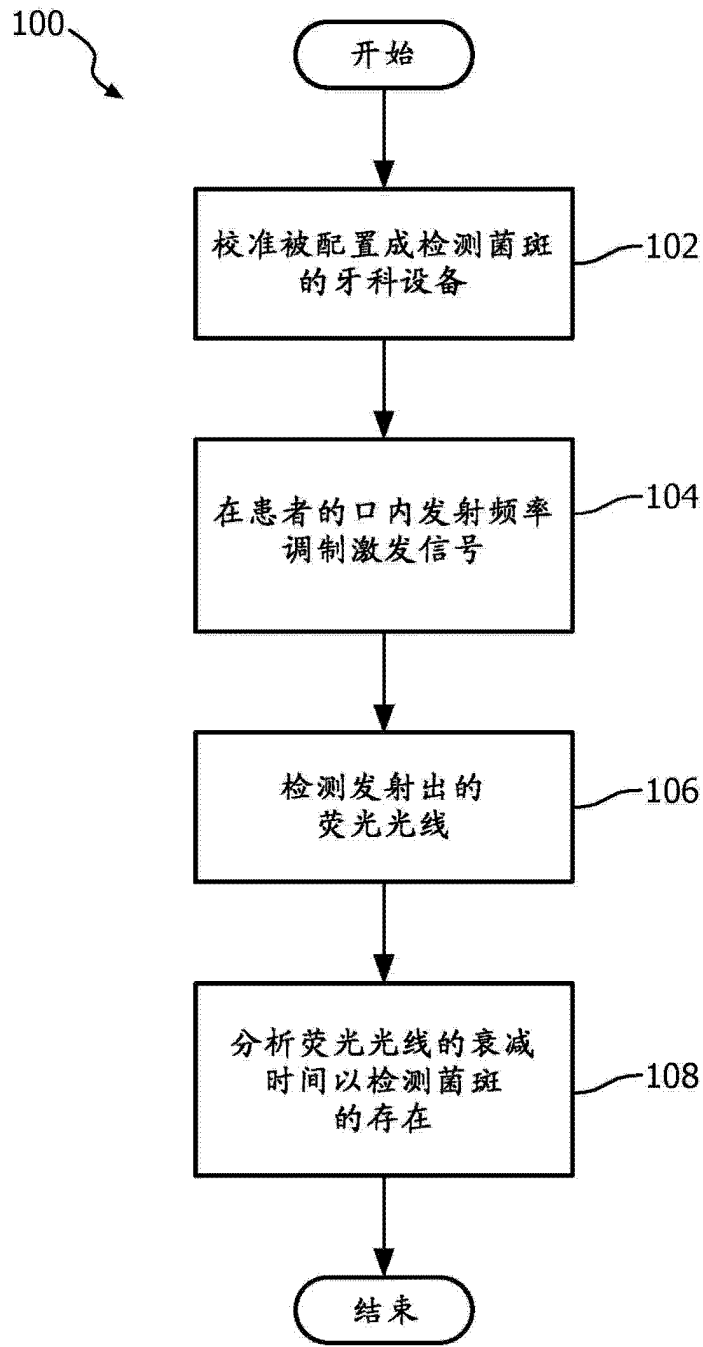 100
开始
校准被配置成检测菌斑
的牙科设备
102
在患者的口内发射频率
调制激发信号
104
检测发射出的
荧光光线
106
分析荧光光线的衰减
时间以检测菌斑
的存在
108
结束